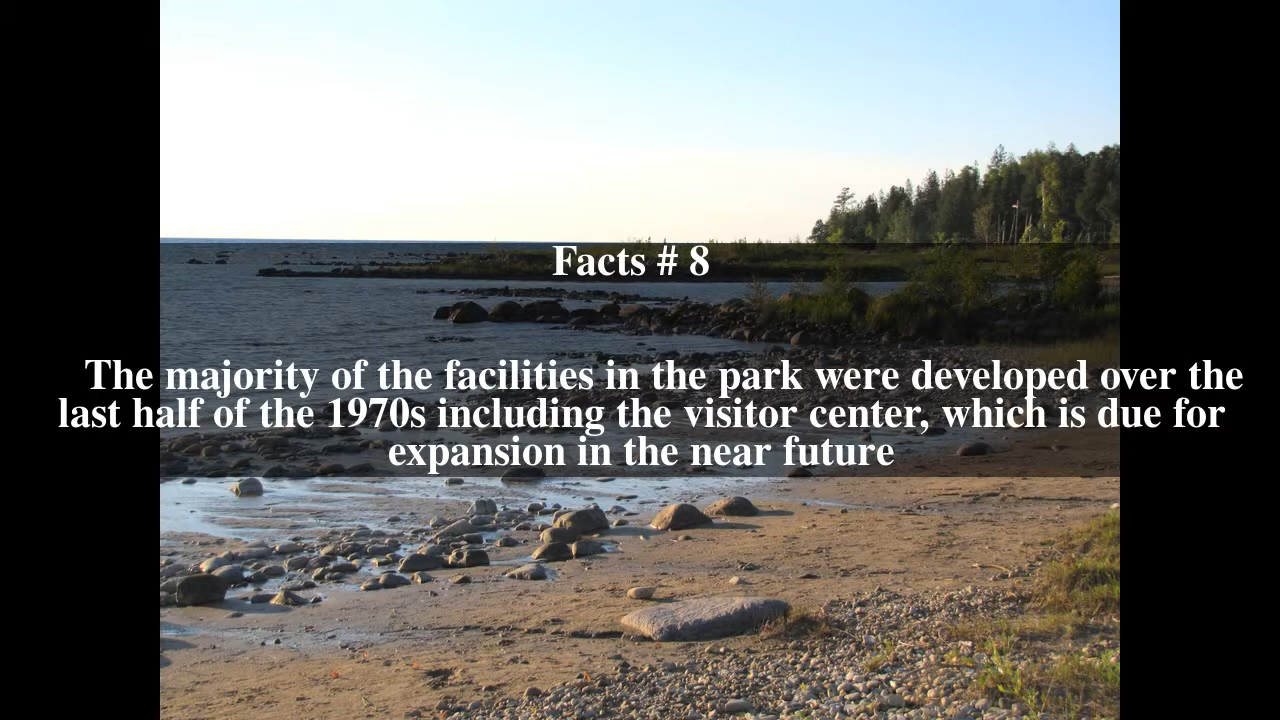 Facts # 8
The majority of the facilities in the park were developed over the
last half of the 1970s including the visitor center, which is due for
expansion in the near future